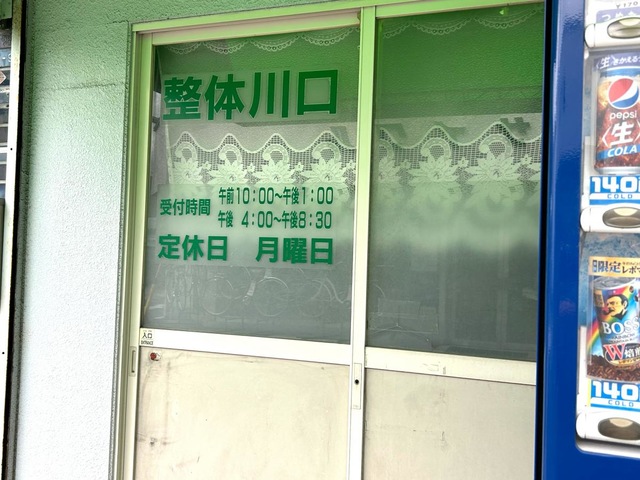 整体川口
受付時間
午前10:00~午後1:00
午後 4:00~午後8:30
定休日 月曜日
入口
pepsi
〈生〉
COLA
140
COLD
限定
BOSS
140
COLD